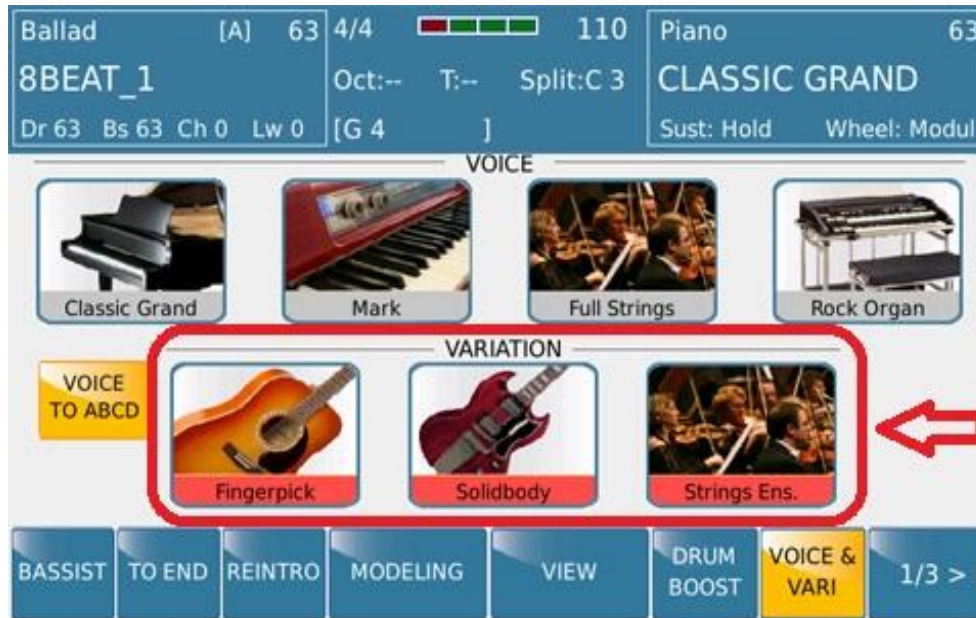 Ballad [A] 63 4/4 110 Piano 63
8BEAT_1 Oct:-- T:-- Split:C 3 CLASSIC GRAND
Dr 63 Bs 63 Ch 0 Lw 0 [G 4 ] Sust: Hold Wheel: Modul
VOICE
Classic Grand Mark Full Strings Rock Organ
VARIATION
VOICE
TO ABCD
Fingerpick Solidbody Strings Ens.
BASSIST TO END REINTRO MODELING VIEW DRUM BOOST VOICE & VARI 1/3 >